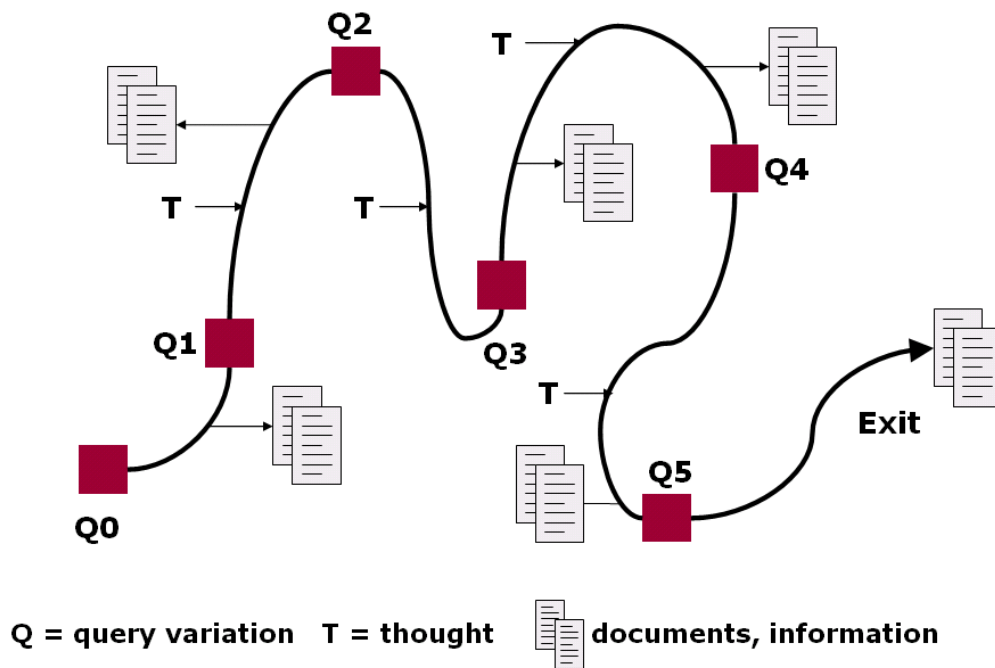 Q2
T
T
T
Q4
Q1
Q3
T
Exit
Q5
Q0
Q = query variation T = thought documents, information